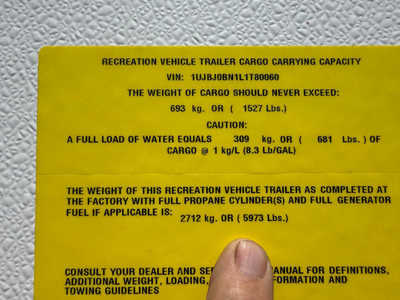 RECREATION VEHICLE TRAILER CARGO CARRYING CAPACITY
VIN: 1UJBJ0BN1L1T80060
THE WEIGHT OF CARGO SHOULD NEVER EXCEED:
693 kg. OR ( 1527 Lbs.)
CAUTION:
A FULL LOAD OF WATER EQUALS 309 kg. OR ( 681 Lbs. ) OF
CARGO @ 1 kg/L (8.3 Lb/GAL)
THE WEIGHT OF THIS RECREATION VEHICLE TRAILER AS COMPLETED AT
THE FACTORY WITH FULL PROPANE CYLINDER(S) AND FULL GENERATOR
FUEL IF APPLICABLE IS:
2712 kg. OR ( 5973 Lbs.)
CONSULT YOUR DEALER AND MANUAL FOR DEFINITIONS,
ADDITIONAL WEIGHT, LOADING, AND
TOWING GUIDELINES